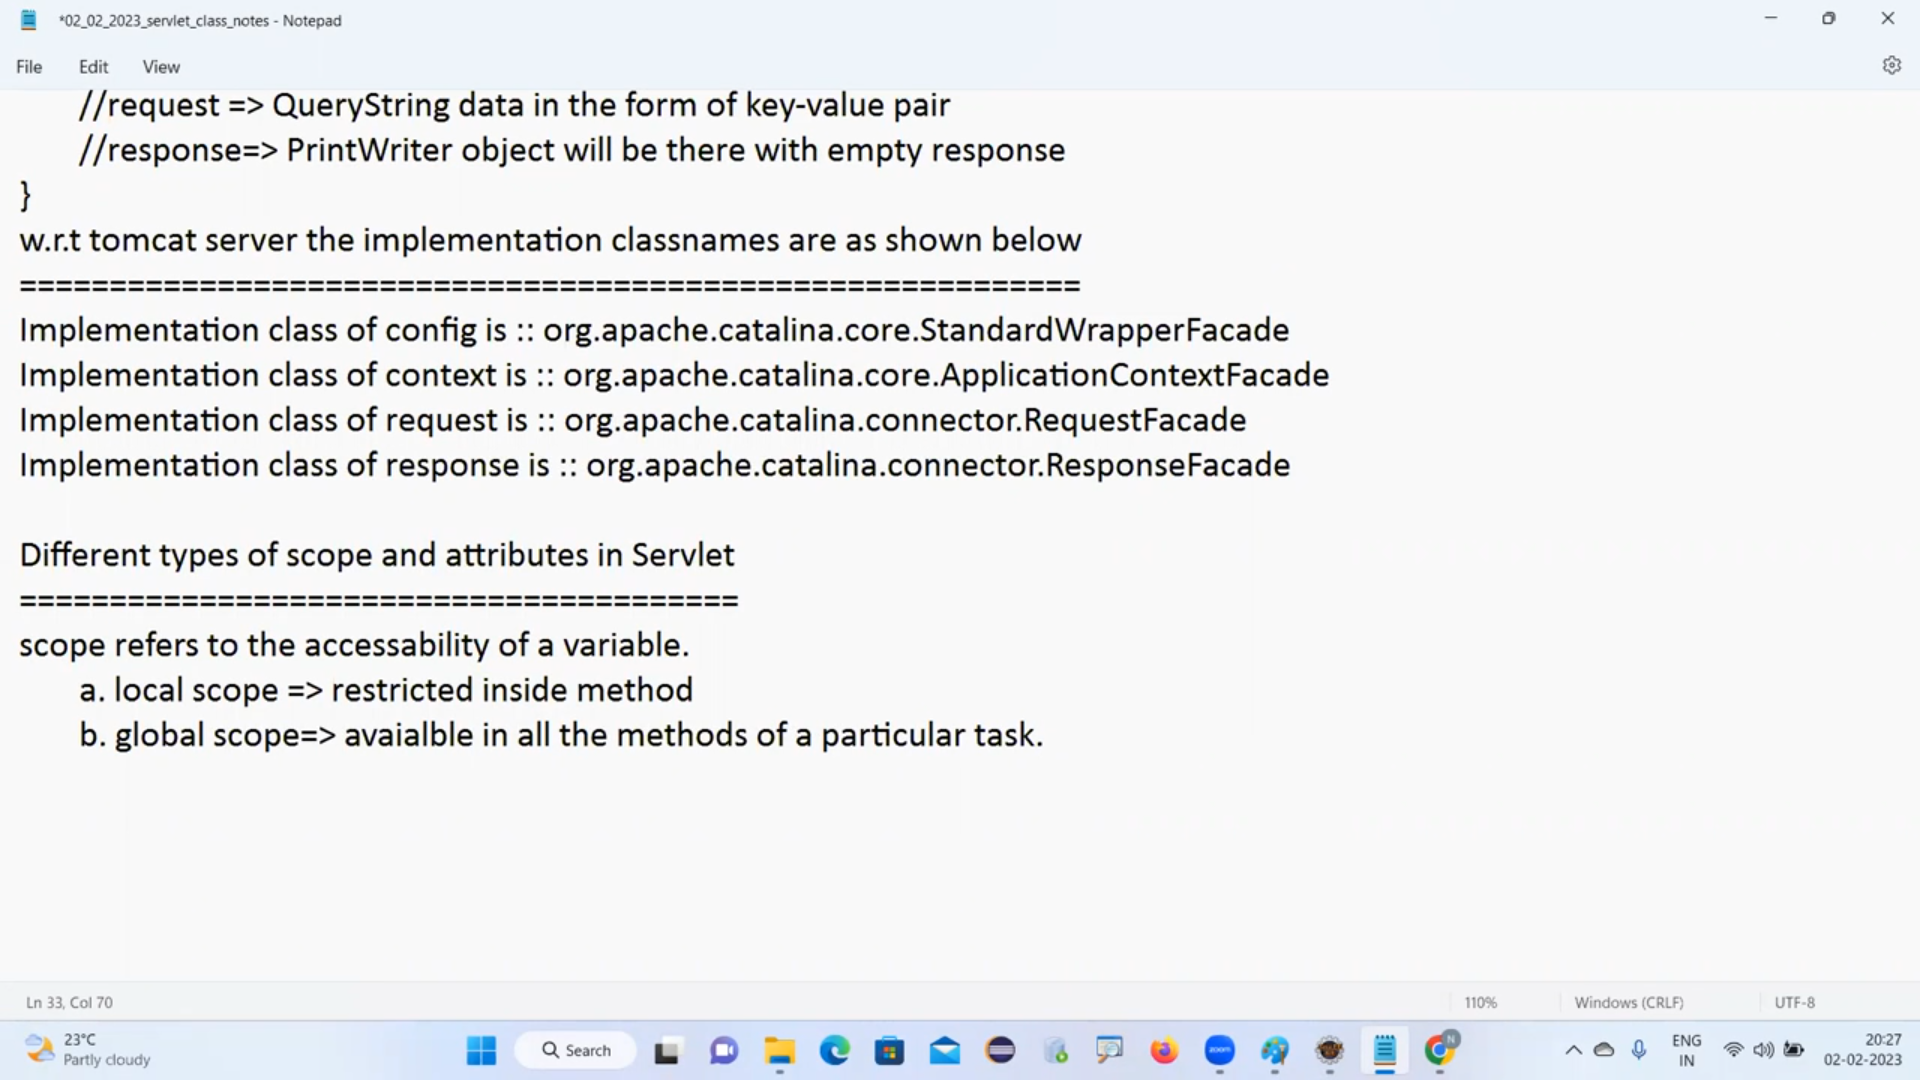 *02_02_2023_servlet_class_notes - Notepad
File Edit View
//request => QueryString data in the form of key-value pair
//response=> PrintWriter object will be there with empty response
}
w.r.t tomcat server the implementation classnames are as shown below
===========================================================
Implementation class of config is :: org.apache.catalina.core.StandardWrapperFacade
Implementation class of context is :: org.apache.catalina.core.ApplicationContextFacade
Implementation class of request is :: org.apache.catalina.connector.RequestFacade
Implementation class of response is :: org.apache.catalina.connector.ResponseFacade
Different types of scope and attributes in Servlet
========================================
scope refers to the accessability of a variable.
a. local scope => restricted inside method
b. global scope=> avaialble in all the methods of a particular task.
Ln 33, Col 70 110% Windows (CRLF) UTF-8
23°C
Partly cloudy
Search
zoom
N
ENG
IN
20:27
02-02-2023